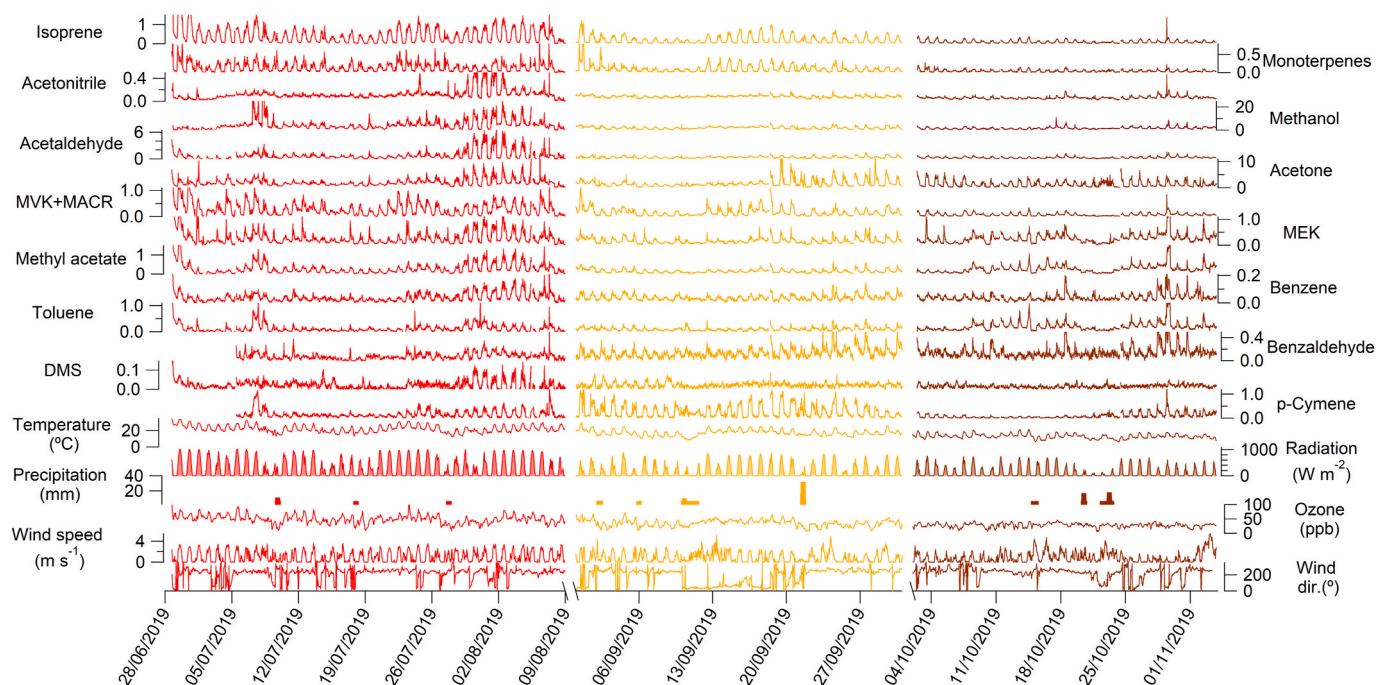 Isoprene
1
0
0.5
0.0
Monoterpenes
Acetonitrile
0.4
0.0
20
0
Methanol
Acetaldehyde
6
0
10
0
Acetone
MVK+MACR
1.0
0.0
1.0
0.0
MEK
Methyl acetate
1
0
0.2
0.0
Benzene
Toluene
1.0
0.0
0.4
0.0
Benzaldehyde
DMS
0.1
0.0
1.0
0.0
p-Cymene
Temperature
(ºC)
20
0
1000
0
Radiation
(W m-2)
Precipitation
(mm)
40
20
100
50
0
Ozone
(ppb)
Wind speed
(m s-1)
4
0
200
0
Wind
dir.(º)
28/06/2019
05/07/2019
12/07/2019
19/07/2019
26/07/2019
02/08/2019
09/08/2019
06/09/2019
13/09/2019
20/09/2019
27/09/2019
04/10/2019
11/10/2019
18/10/2019
25/10/2019
01/11/2019